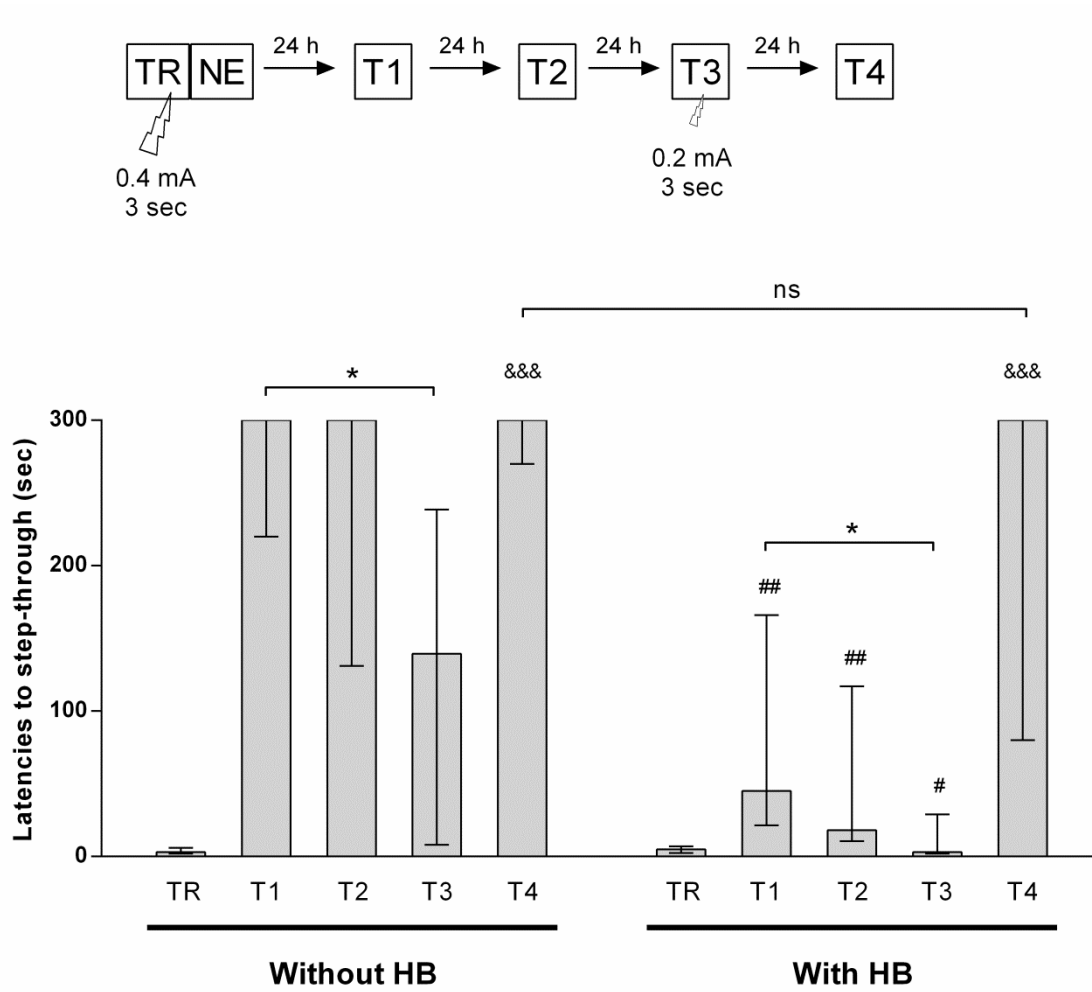 24 h 24 h 24 h 24 h
TR NE T1 T2 T3 T4
0.4 mA
3 sec
0.2 mA
3 sec
ns
* &&& &&&
Latencies to step-through (sec)
300
200
100
0
*
##
##
#
TR T1 T2 T3 T4 TR T1 T2 T3 T4
Without HB With HB